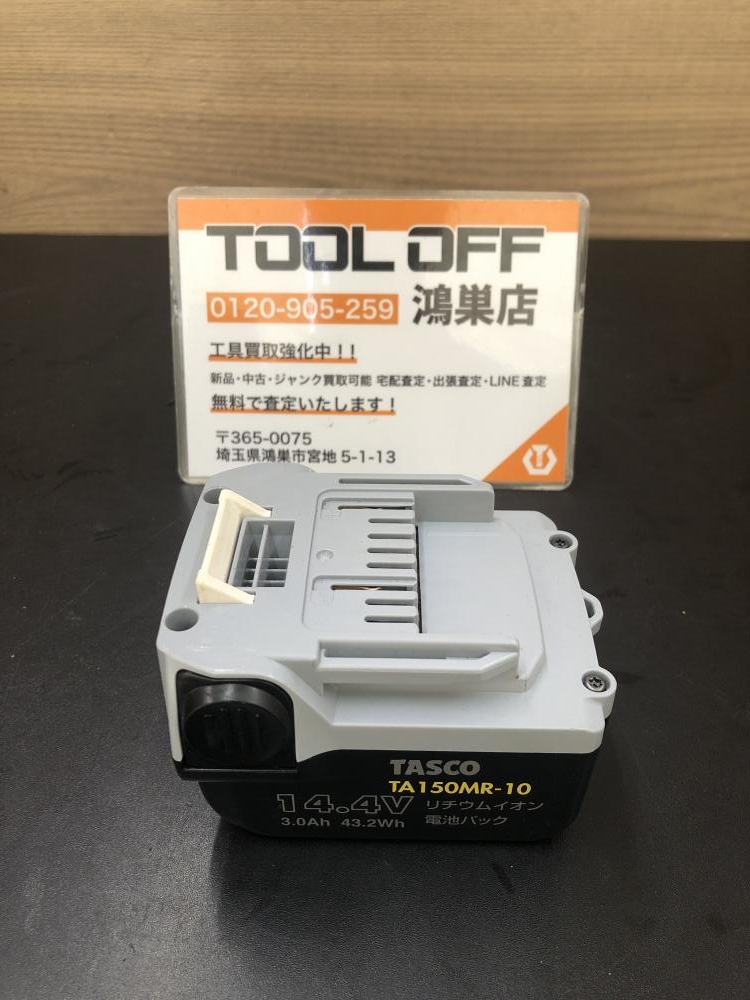 TOOL OFF
0120-905-259 鴻巣店
工具買取強化中!!
新品・中古・ジャンク買取可能 宅配査定・出張査定・LINE査定
無料で査定いたします!
〒365-0075
埼玉県鴻巣市宮地 5-1-13
TASCO
TA150MR-10
14.4V リチウムイオン
3.0Ah 43.2Wh 電池パック